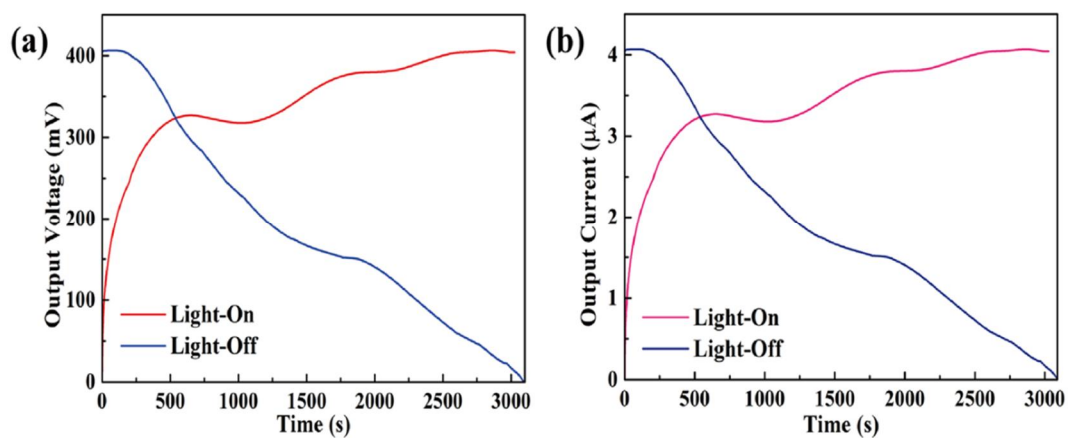 (a)
Output Voltage (mV)
400
300
200
100
0
Light-On
Light-Off
0 500 1000 1500 2000 2500 3000
Time (s)
(b)
Output Current (μA)
4
3
2
1
0
Light-On
Light-Off
0 500 1000 1500 2000 2500 3000
Time (s)